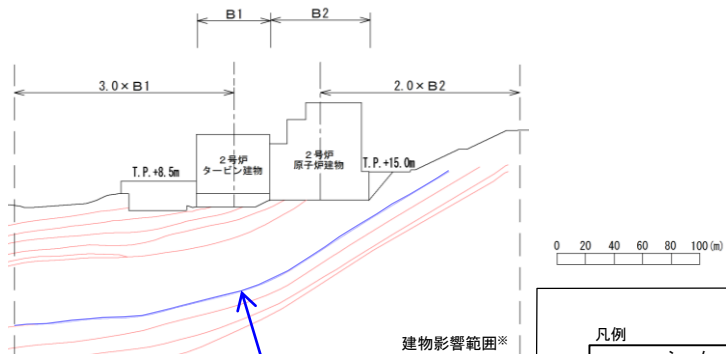 B1 B2
3.0×B1 2.0×B2
2号炉
タービン建物
2号炉
原子炉建物
T.P.+8.5m
T.P.+15.0m
0 20 40 60 80 100(m)
建物影響範囲※
凡例